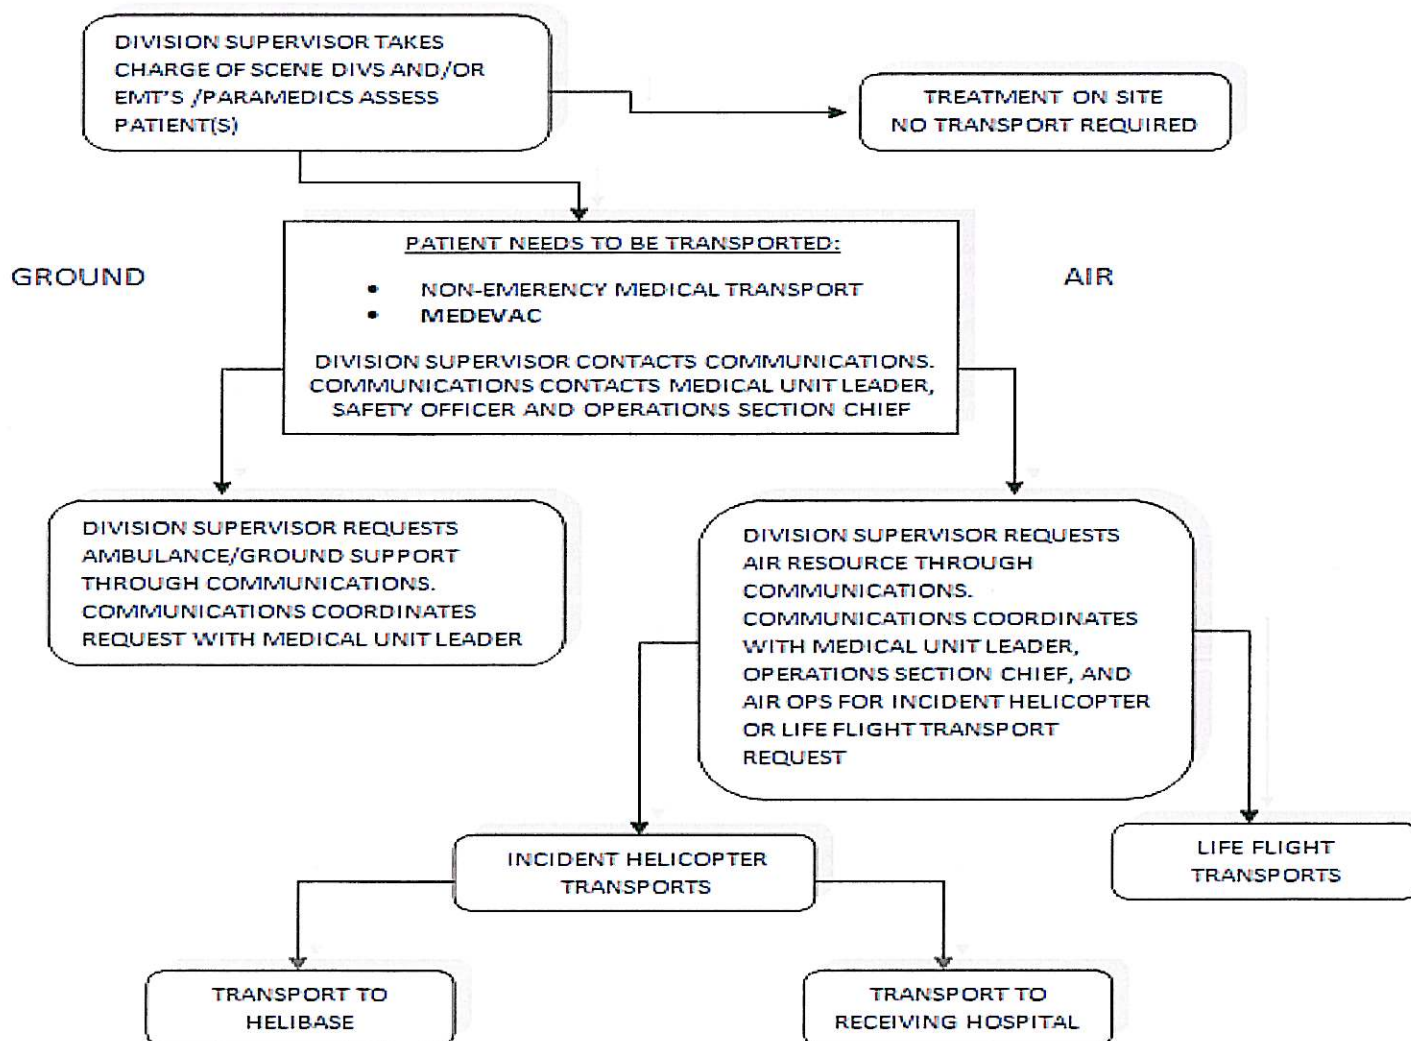 DIVISION SUPERVISOR TAKES
CHARGE OF SCENE DIVS AND/OR
EMT'S /PARAMEDICS ASSESS
PATIENT(S)
TREATMENT ON SITE
NO TRANSPORT REQUIRED
PATIENT NEEDS TO BE TRANSPORTED:
GROUND
AIR
• NON-EMERENCY MEDICAL TRANSPORT
• MEDEVAC
DIVISION SUPERVISOR CONTACTS COMMUNICATIONS.
COMMUNICATIONS CONTACTS MEDICAL UNIT LEADER,
SAFETY OFFICER AND OPERATIONS SECTION CHIEF
DIVISION SUPERVISOR REQUESTS
AMBULANCE/GROUND SUPPORT
THROUGH COMMUNICATIONS.
COMMUNICATIONS COORDINATES
REQUEST WITH MEDICAL UNIT LEADER
DIVISION SUPERVISOR REQUESTS
AIR RESOURCE THROUGH
COMMUNICATIONS.
COMMUNICATIONS COORDINATES
WITH MEDICAL UNIT LEADER,
OPERATIONS SECTION CHIEF, AND
AIR OPS FOR INCIDENT HELICOPTER
OR LIFE FLIGHT TRANSPORT
REQUEST
INCIDENT HELICOPTER
TRANSPORTS
LIFE FLIGHT
TRANSPORTS
TRANSPORT TO
HELIBASE
TRANSPORT TO
RECEIVING HOSPITAL